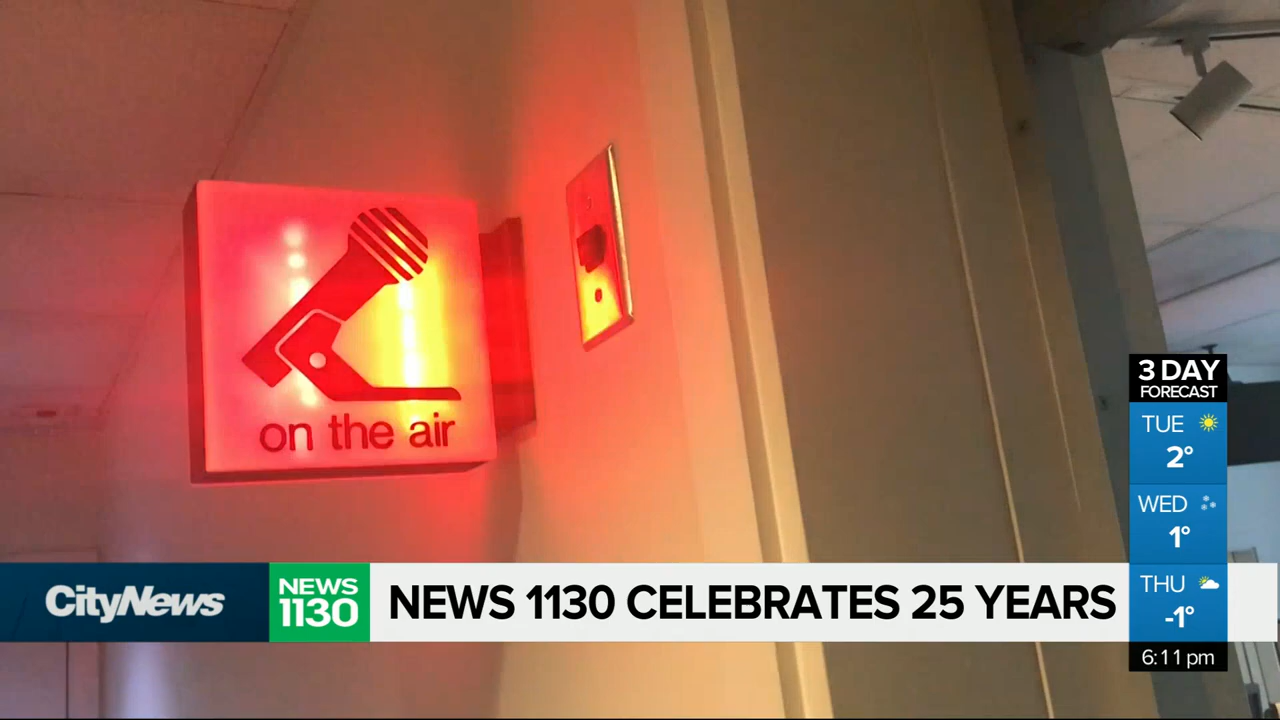 on the air
3 DAY
FORECAST
TUE
2°
WED
1°
THU
-1°
6:11 pm
CityNews
NEWS
1130
NEWS 1130 CELEBRATES 25 YEARS